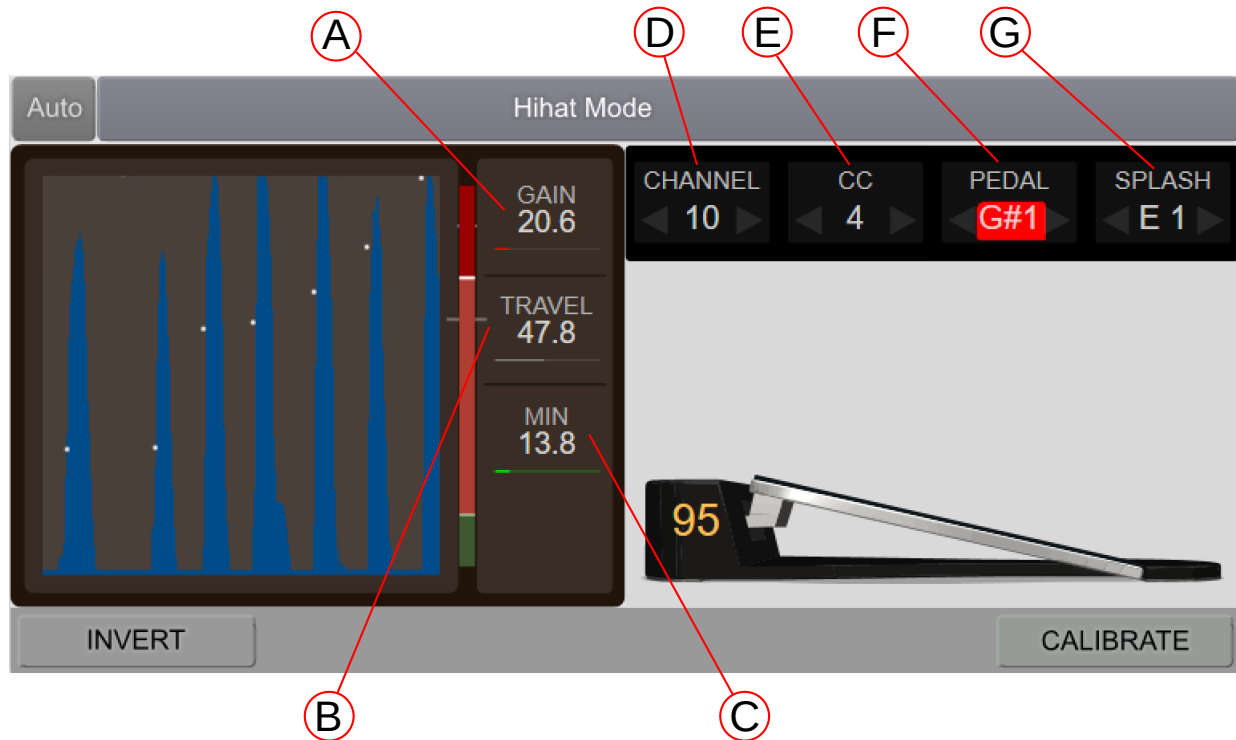 A
D
E
F
G
Auto
Hihat Mode
GAIN
20.6
TRAVEL
47.8
MIN
13.8
CHANNEL
10
CC
4
PEDAL
G#1
SPLASH
E 1
95
INVERT
CALIBRATE
B
C